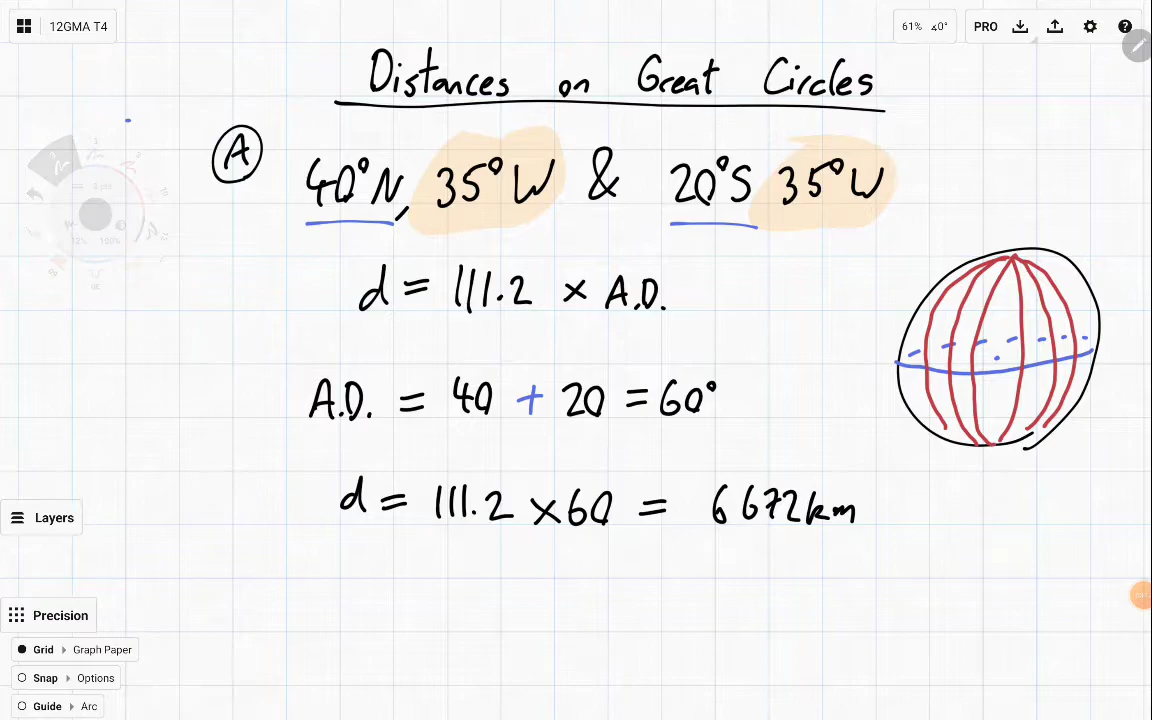 12GMA T4
61% ∡0° PRO
Distances on Great Circles
A
40°N, 35°W & 20°S 35°W
d = 111.2 × A.D.
A.D. = 40 + 20 = 60°
d = 111.2 × 60 = 6672km
Layers
Precision
Grid Graph Paper
Snap Options
Guide Arc